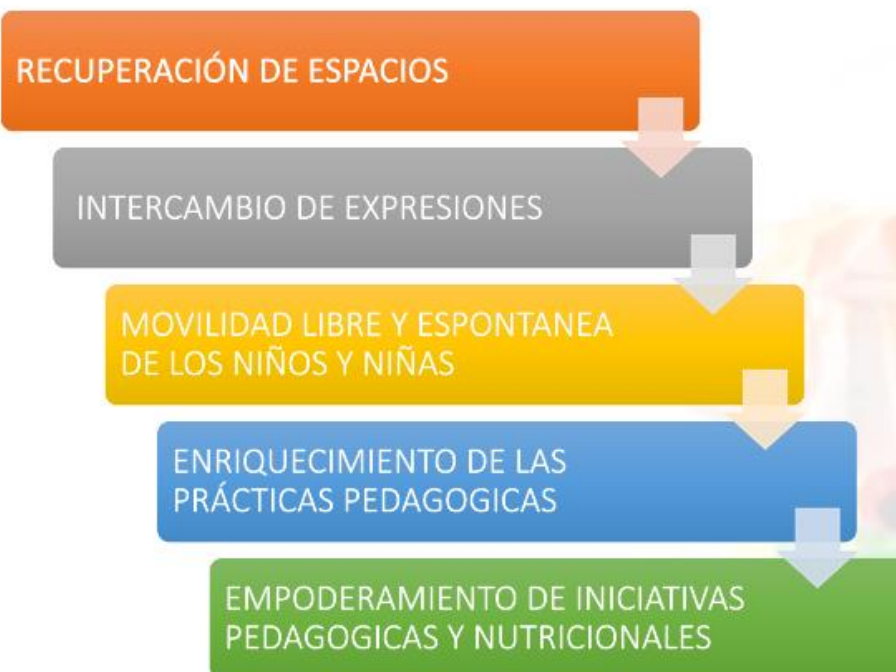 RECUPERACIÓN DE ESPACIOS
INTERCAMBIO DE EXPRESIONES
MOVILIDAD LIBRE Y ESPONTANEA
DE LOS NIÑOS Y NIÑAS
ENRIQUECIMIENTO DE LAS
PRÁCTICAS PEDAGOGICAS
EMPODERAMIENTO DE INICIATIVAS
PEDAGOGICAS Y NUTRICIONALES